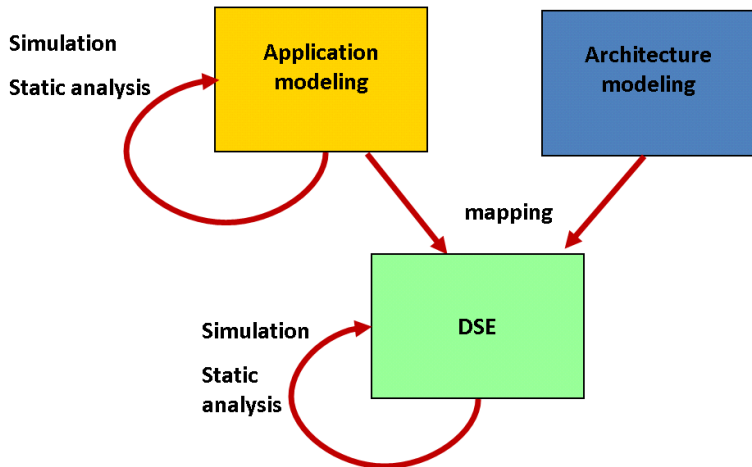 Simulation
Static analysis
Application
modeling
Architecture
modeling
mapping
DSE
Simulation
Static
analysis